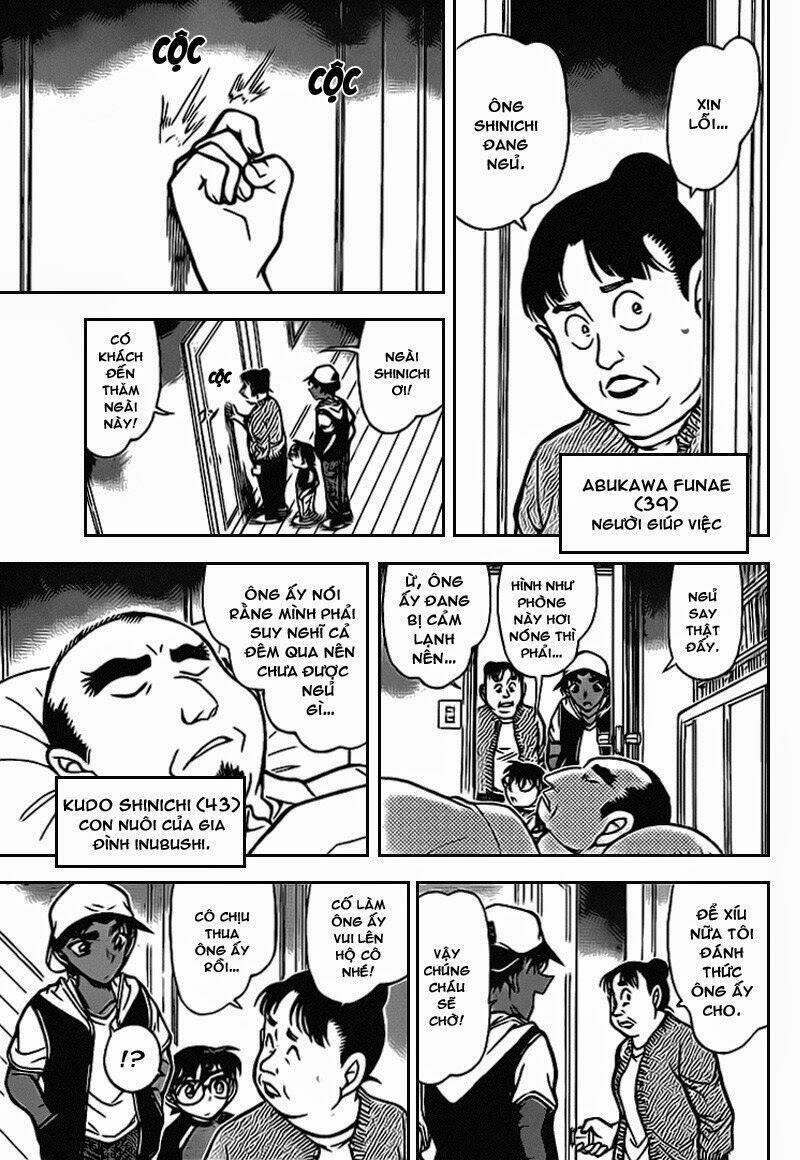 XIN
LỖI...
ÔNG
SHINICHI
ĐANG
NGỦ.
ABUKAWA FUNAE
(39)
NGƯỜI GIÚP VIỆC
CỘC
CỘC
NGÀI
SHINICHI
ƠI!
CỘC
CÓ
KHÁCH
ĐẾN
THĂM
NGÀI
NÀY!
NGỦ
SAY
THẬT
ĐẤY.
HÌNH NHƯ
PHÒNG
NÀY HƠI
NÓNG THÌ
PHẢI...
Ừ, ÔNG
ẤY ĐANG
BỊ CẢM
LẠNH
NÊN...
ÔNG ẤY NÓI
RẰNG MÌNH PHẢI
SUY NGHĨ CẢ
ĐÊM QUA NÊN
CHƯA ĐƯỢC
NGỦ
GÌ...
KUDO SHINICHI (43)
CON NUÔI CỦA GIA
ĐÌNH INUBUSHI.
ĐỂ XÍU
NỮA TÔI
ĐÁNH
THỨC
ÔNG ẤY
CHO.
VẬY
CHÚNG
CHÁU
SẼ
CHỜ!
CỐ LÀM
ÔNG ẤY
VUI LÊN
HỘ CÔ
NHÉ!
CÔ CHỊU
THUA
ÔNG ẤY
RỒI...
!?